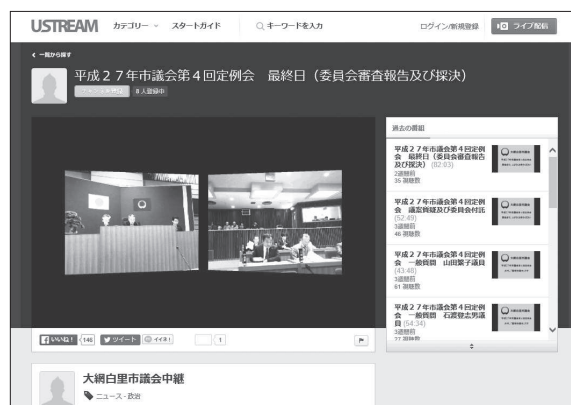 USTREAM カテゴリー スタートガイド キーワードを入力 ログイン/新規登録 ライブ配信
一覧から探す
平成27年市議会第4回定例会 最終日（委員会審査報告及び採決）
8 人登録中
過去の番組
平成27年市議会第4回定例
会 最終日（委員会審査報告
及び採決） (02:03)
2週間前
36 視聴数
平成27年市議会第4回定例
会 議案質疑及び委員会付託
(52:49)
3週間前
46 視聴数
平成27年市議会第4回定例
会 一般質問 山田繁子議員
(43:48)
3週間前
61 視聴数
平成27年市議会第4回定例
会 一般質問 石渡登志男議
員 (54:34)
3週間前
77 視聴数
いいね！ 148 ツイート イイネ！ 1
大網白里市議会中継
ニュース - 政治